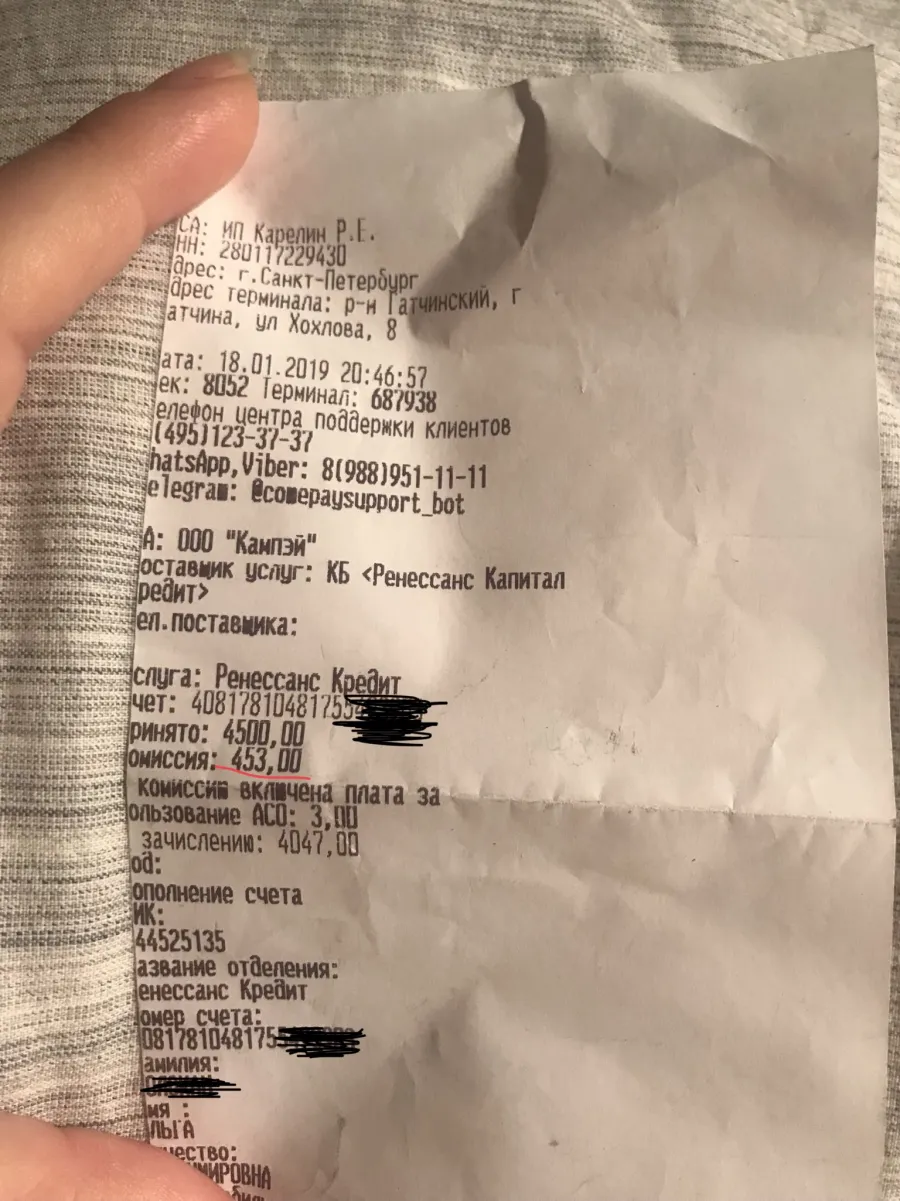 СА: ИП Карелин Р.Е.
НН: 280117229430
дрес: г.Санкт-Петербург
дрес терминала: р-н Гатчинский, г
атчина, ул Хохлова, 8
ата: 18.01.2019 20:46:57
ек: 8052 Терминал: 687938
елефон центра поддержки клиентов
(495)123-37-37
hatsApp,Viber: 8(988)951-11-11
elegram: @comepaysupport_bot
А: ООО "Кампэй"
оставщик услуг: КБ <Ренессанс Капитал
редит>
ел.поставщика:
слуга: Ренессанс Кредит
чет: 4081781048175
ринято: 4500,00
омиссия: 453,00
комиссии включена плата за
ользование АСО: 3,00
зачислению: 4047,00
од:
ополнение счета
ИК:
44525135
азвание отделения:
енессанс Кредит
омер счета:
081781048175
амилия:
мя :
ЛЬГА
чество:
ИМИРОВНА